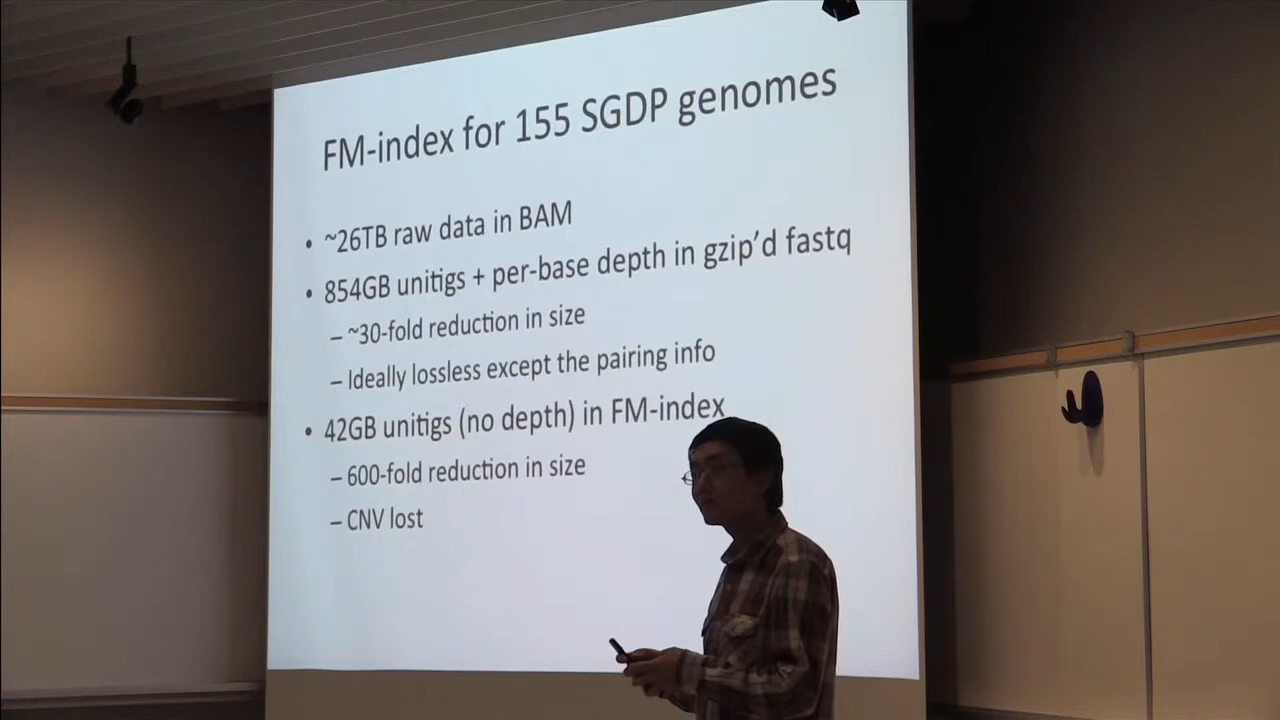 FM-index for 155 SGDP genomes
• ~26TB raw data in BAM
• 854GB unitigs + per-base depth in gzip’d fastq
– ~30-fold reduction in size
– Ideally lossless except the pairing info
• 42GB unitigs (no depth) in FM-index
– 600-fold reduction in size
– CNV lost